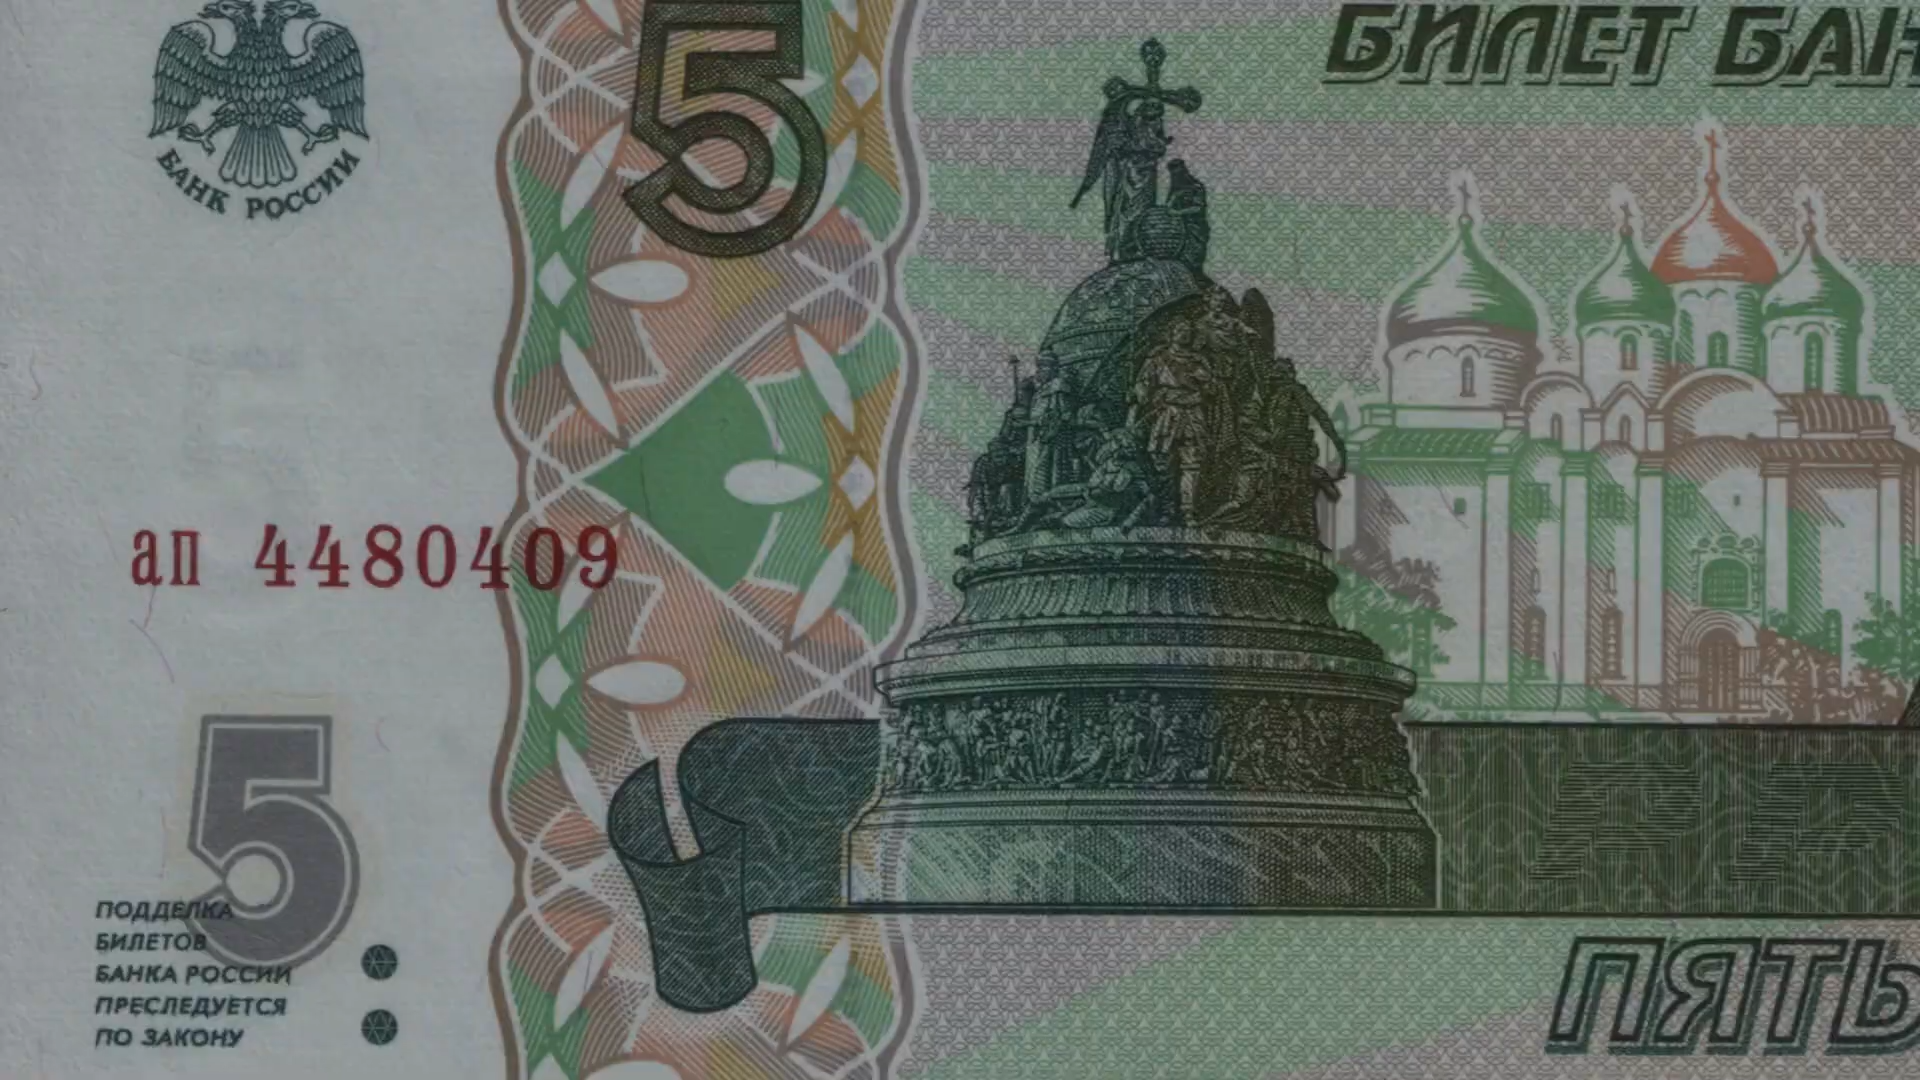 5
БИЛЕТ БАН
БАНК РОССИИ
ап 4480409
5
ПОДДЕЛКА
БИЛЕТОВ
БАНКА РОССИИ
ПРЕСЛЕДУЕТСЯ
ПО ЗАКОНУ
ПЯТЬ